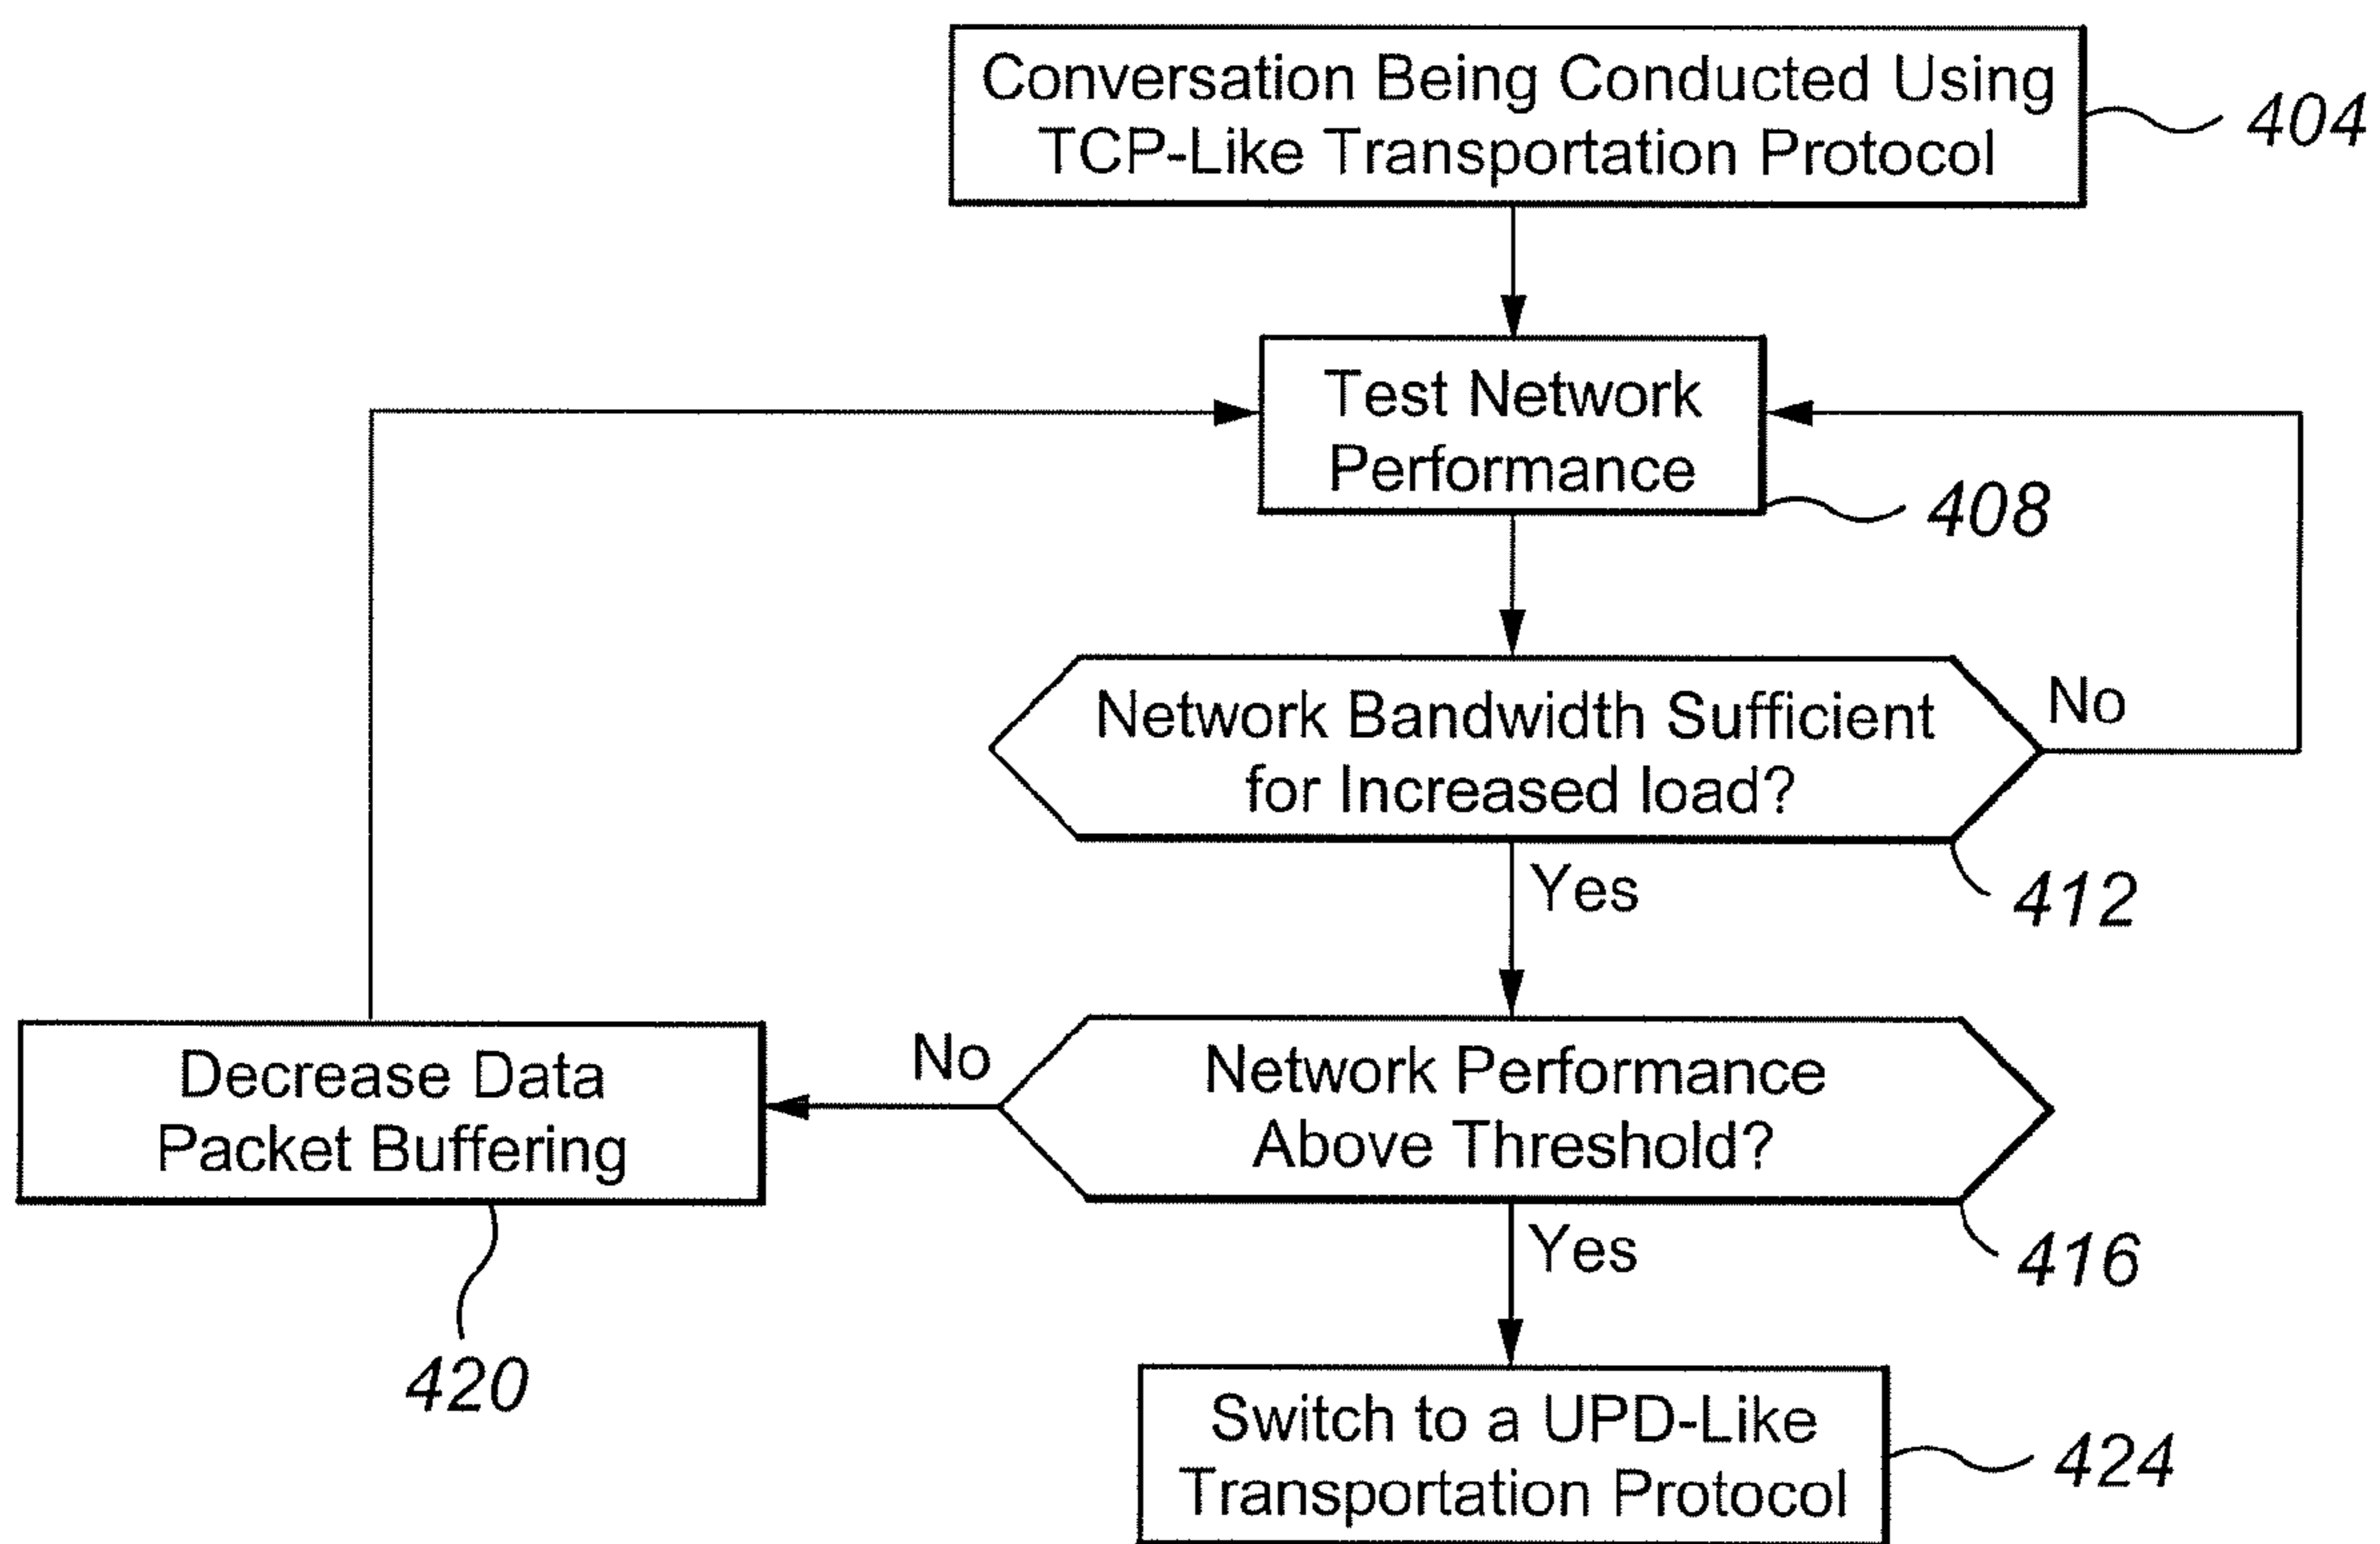 Conversation Being Conducted Using
TCP-Like Transportation Protocol
404
Test Network
Performance
408
Network Bandwidth Sufficient
for Increased load?
No
412
Yes
Network Performance
Above Threshold?
416
No
Decrease Data
Packet Buffering
420
Yes
Switch to a UPD-Like
Transportation Protocol
424